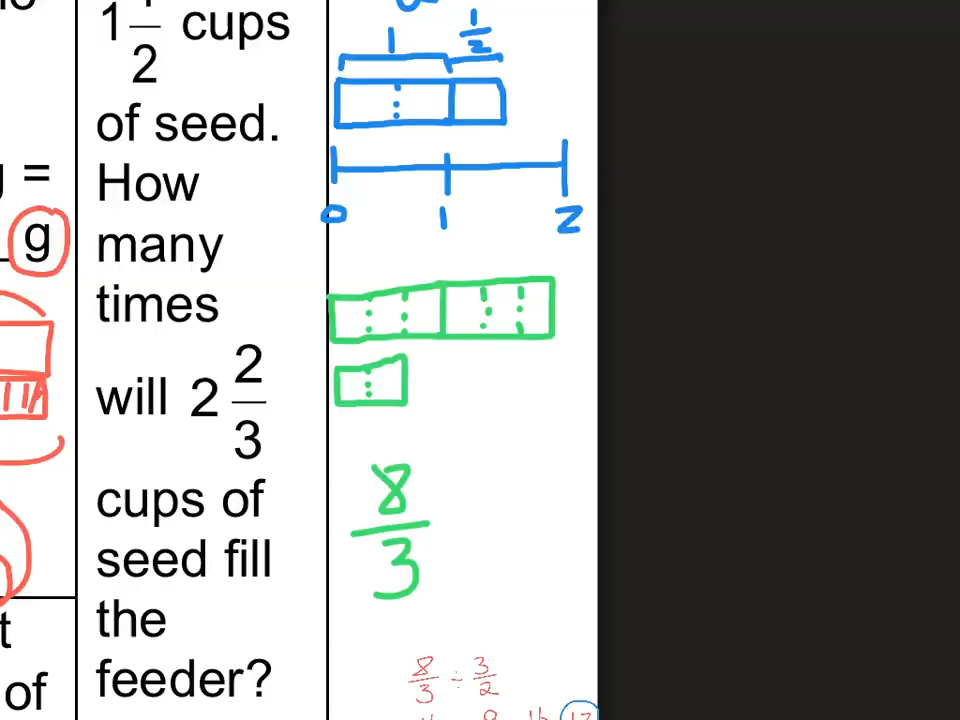 g =
g
1 1/2 cups
of seed.
How
many
times
will 2 2/3
cups of
seed fill
the
feeder?
of
1 1/2
0 1 2
8/3
8/3 ÷ 3/2